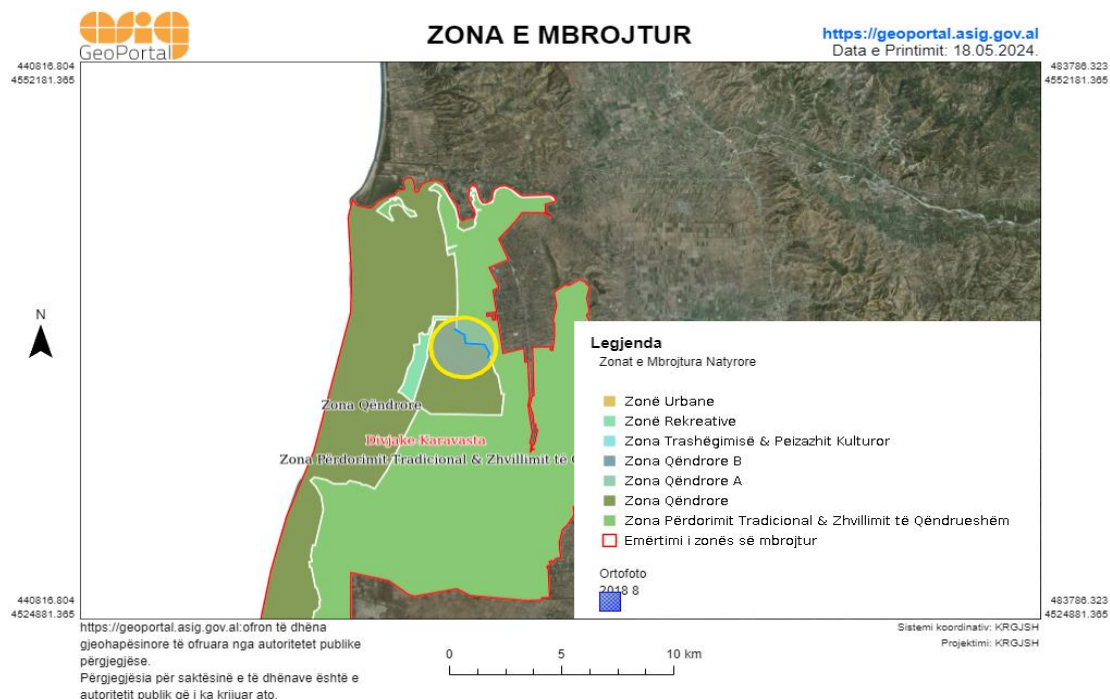 asig
GeoPortal
ZONA E MBROJTUR
https://geoportal.asig.gov.al
Data e Printimit: 18.05.2024.
440816.804
4552181.365
483786.323
4552181.365
N
Zona Qëndrore
Divjake-Karavasta
Zona Përdorimit Tradicional & Zhvillimit të
Legjenda
Zonat e Mbrojtura Natyrore
Zonë Urbane
Zonë Rekreative
Zona Trashëgimisë & Peizazhit Kulturor
Zona Qëndrore B
Zona Qëndrore A
Zona Qëndrore
Zona Përdorimit Tradicional & Zhvillimit të Qëndrueshëm
Emërtimi i zonës së mbrojtur
Ortofoto
2018 8
440816.804
4524881.365
483786.323
4524881.365
https://geoportal.asig.gov.al:ofron të dhëna
gjeohapësinore të ofruara nga autoritetet publike
përgjegjëse.
Përgjegjësia për saktësinë e të dhënave është e
autoritetit publik që i ka krijuar ato.
0 5 10 km
Sistemi koordinativ: KRGJSH
Projektimi: KRGJSH